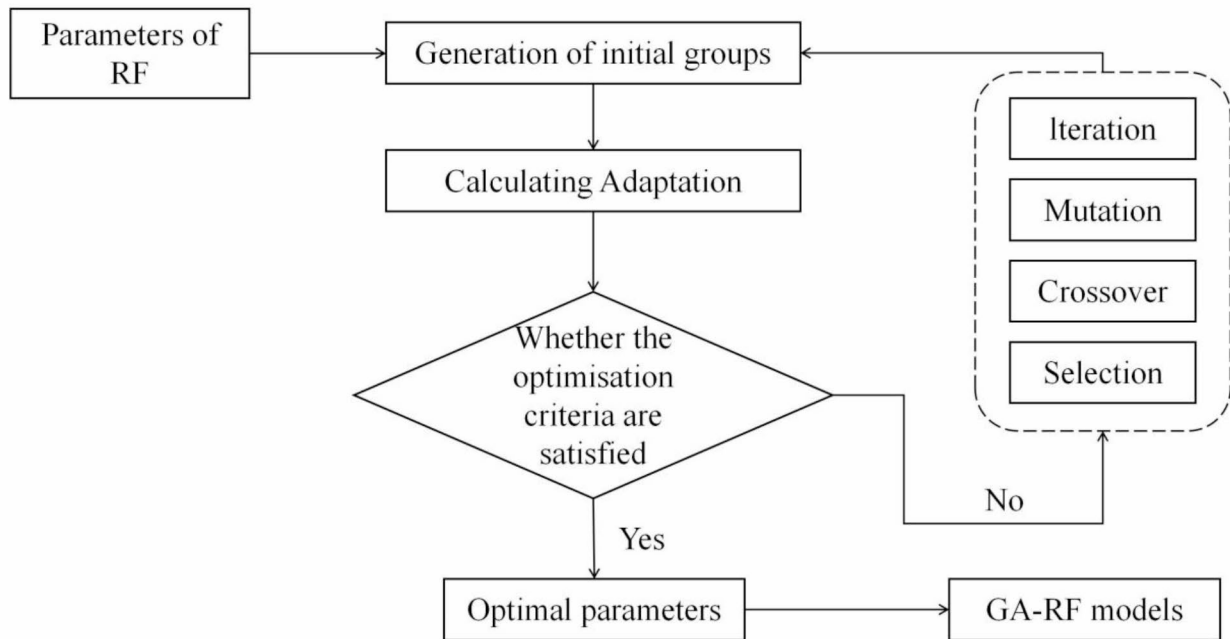 Parameters of
RF
Generation of initial groups
Calculating Adaptation
Whether the
optimisation
criteria are
satisfied
Yes
No
Iteration
Mutation
Crossover
Selection
Optimal parameters
GA-RF models